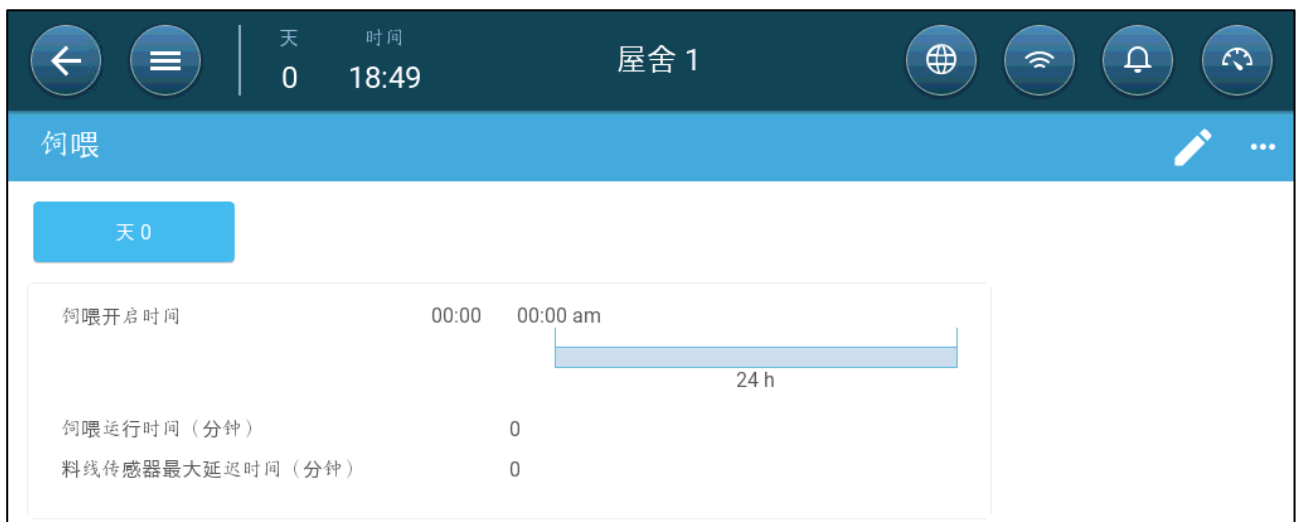 天 时间
0 18:49 屋舍 1
饲喂
天 0
饲喂开启时间 00:00 00:00 am
24 h
饲喂运行时间（分钟） 0
料线传感器最大延迟时间（分钟） 0